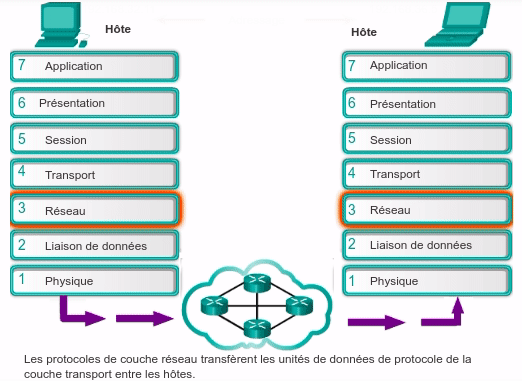 Hôte
Hôte
7 Application
7 Application
6 Présentation
6 Présentation
5 Session
5 Session
4 Transport
4 Transport
3 Réseau
3 Réseau
2 Liaison de données
2 Liaison de données
1 Physique
1 Physique
Les protocoles de couche réseau transfèrent les unités de données de protocole de la
couche transport entre les hôtes.